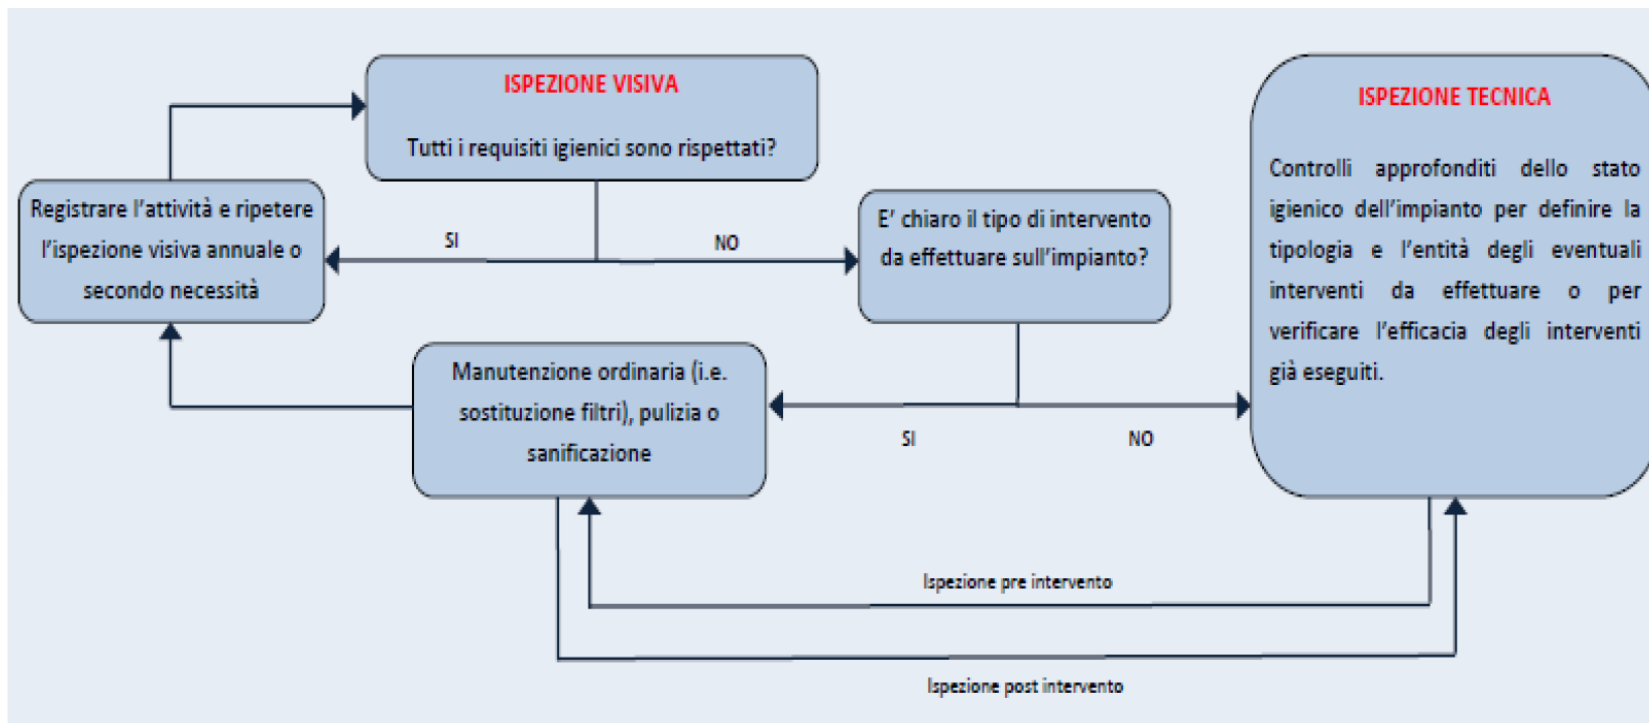 ISPEZIONE VISIVA
Tutti i requisiti igienici sono rispettati?
ISPEZIONE TECNICA
Controlli approfonditi dello stato
igienico dell'impianto per definire la
tipologia e l'entità degli eventuali
interventi da effettuare o per
verificare l'efficacia degli interventi
già eseguiti.
Registrare l'attività e ripetere
l'ispezione visiva annuale o
secondo necessità
SI
NO
E' chiaro il tipo di intervento
da effettuare sull'impianto?
Manutenzione ordinaria (i.e.
sostituzione filtri), pulizia o
sanificazione
SI
NO
Ispezione pre intervento
Ispezione post intervento